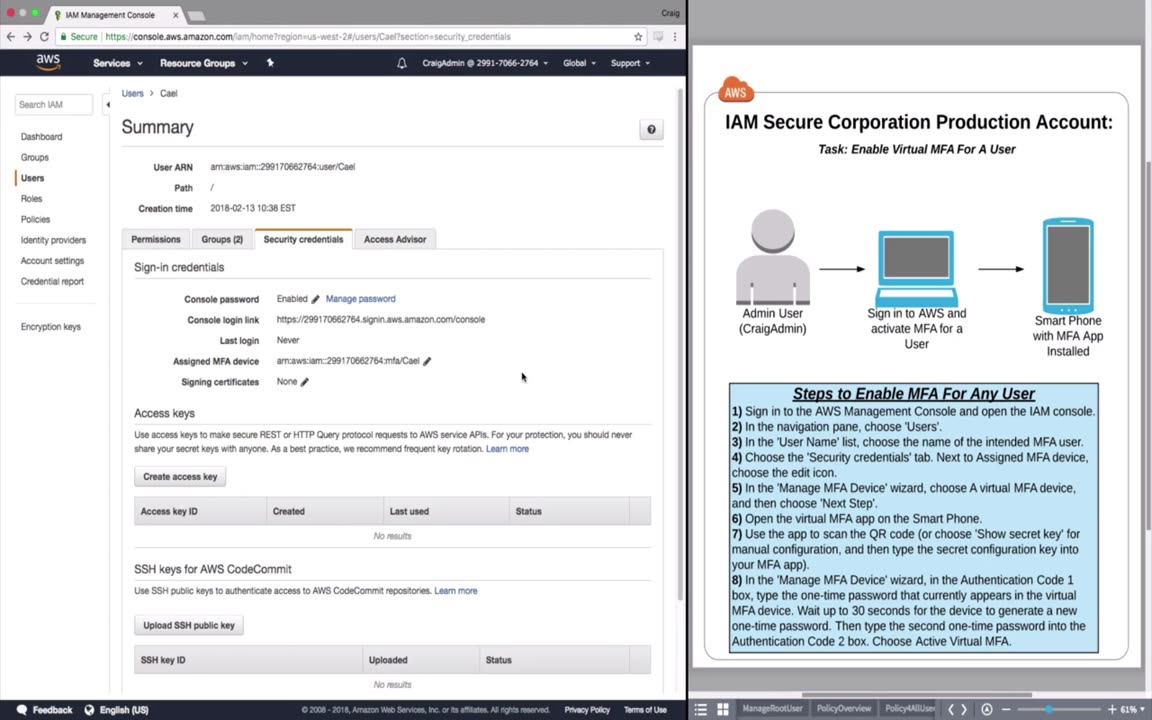 IAM Management Console
Craig
Secure
https://console.aws.amazon.com/iam/home?region=us-west-2#/users/Cael?section=security_credentials
aws
Services
Resource Groups
CraigAdmin @ 2991-7066-2764
Global
Support
Search IAM
Dashboard
Groups
Users
Roles
Policies
Identity providers
Account settings
Credential report
Encryption keys
Users > Cael
Summary
User ARN arn:aws:iam::299170662764:user/Cael
Path /
Creation time 2018-02-13 10:38 EST
Permissions
Groups (2)
Security credentials
Access Advisor
Sign-in credentials
Console password Enabled Manage password
Console login link https://299170662764.signin.aws.amazon.com/console
Last login Never
Assigned MFA device arn:aws:iam::299170662764:mfa/Cael
Signing certificates None
Access keys
Use access keys to make secure REST or HTTP Query protocol requests to AWS service APIs. For your protection, you should never
share your secret keys with anyone. As a best practice, we recommend frequent key rotation. Learn more
Create access key
Access key ID Created Last used Status
No results
SSH keys for AWS CodeCommit
Use SSH public keys to authenticate access to AWS CodeCommit repositories. Learn more
Upload SSH public key
SSH key ID Uploaded Status
No results
Feedback
English (US)
© 2008 - 2018, Amazon Web Services, Inc. or its affiliates. All rights reserved.
Privacy Policy
Terms of Use
AWS
IAM Secure Corporation Production Account:
Task: Enable Virtual MFA For A User
Admin User
(CraigAdmin)
Sign in to AWS and
activate MFA for a
User
Smart Phone
with MFA App
Installed
Steps to Enable MFA For Any User
1) Sign in to the AWS Management Console and open the IAM console.
2) In the navigation pane, choose 'Users'.
3) In the 'User Name' list, choose the name of the intended MFA user.
4) Choose the 'Security credentials' tab. Next to Assigned MFA device,
choose the edit icon.
5) In the 'Manage MFA Device' wizard, choose A virtual MFA device,
and then choose 'Next Step'.
6) Open the virtual MFA app on the Smart Phone.
7) Use the app to scan the QR code (or choose 'Show secret key' for
manual configuration, and then type the secret configuration key into
your MFA app).
8) In the 'Manage MFA Device' wizard, in the Authentication Code 1
box, type the one-time password that currently appears in the virtual
MFA device. Wait up to 30 seconds for the device to generate a new
one-time password. Then type the second one-time password into the
Authentication Code 2 box. Choose Active Virtual MFA.
ManageRootUser
PolicyOverview
Policy4AllUser
61%